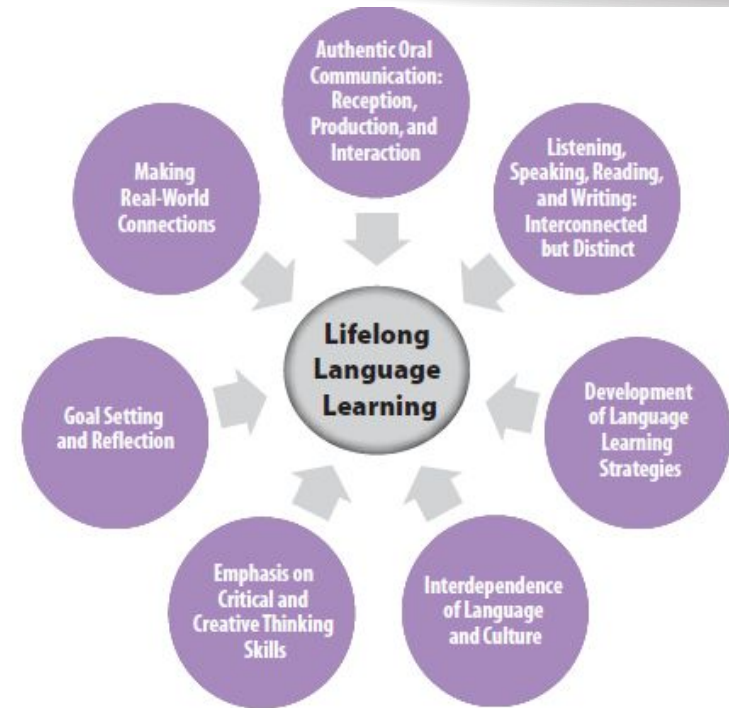 Authentic Oral
Communication:
Reception,
Production, and
Interaction
Listening,
Speaking, Reading,
and Writing:
Interconnected
but Distinct
Development
of Language
Learning
Strategies
Interdependence
of Language
and Culture
Emphasis on
Critical and
Creative Thinking
Skills
Goal Setting
and Reflection
Making
Real-World
Connections
Lifelong
Language
Learning